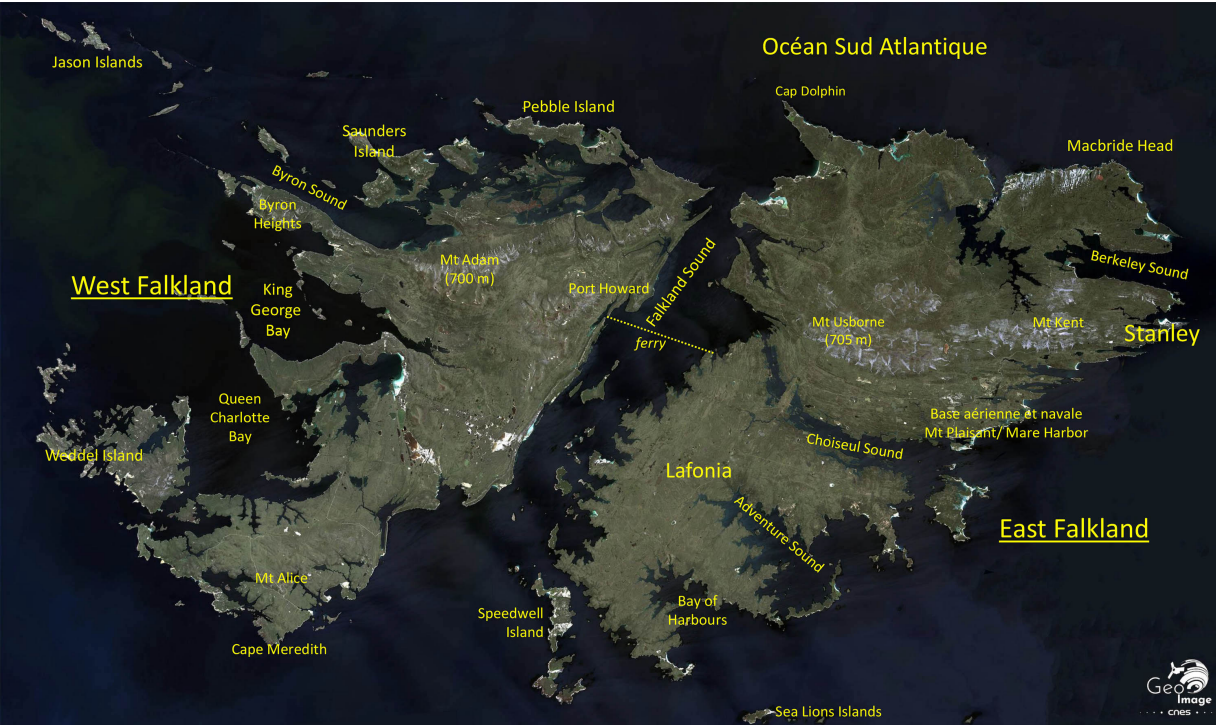 Océan Sud Atlantique
Jason Islands
Cap Dolphin
Pebble Island
Saunders
Island
Macbride Head
Byron Sound
Byron
Heights
Mt Adam
(700 m)
Falkland Sound
Berkeley Sound
West Falkland
King
George
Bay
Port Howard
Mt Usborne
(705 m)
Mt Kent
Stanley
ferry
Queen
Charlotte
Bay
Base aérienne et navale
Mt Plaisant/ Mare Harbor
Choiseul Sound
Weddel Island
Lafonia
Adventure Sound
East Falkland
Mt Alice
Speedwell
Island
Bay of
Harbours
Cape Meredith
Sea Lions Islands
Geo
Image
cnes